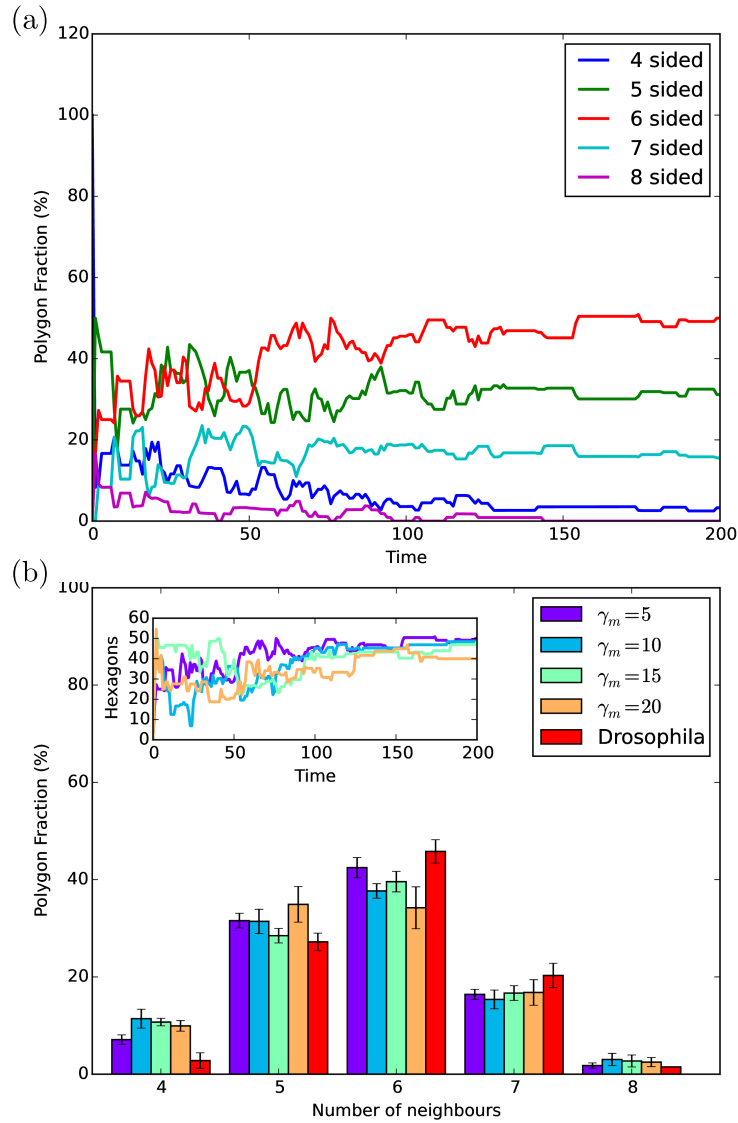 (a)
120
100
80
60
40
20
0
Polygon Fraction (%)
4 sided
5 sided
6 sided
7 sided
8 sided
0 50 100 150 200
Time
(b)
100
80
60
40
20
0
Polygon Fraction (%)
60
50
40
30
20
10
0
Hexagons
0 50 100 150 200
Time
γm=5
γm=10
γm=15
γm=20
Drosophila
4 5 6 7 8
Number of neighbours